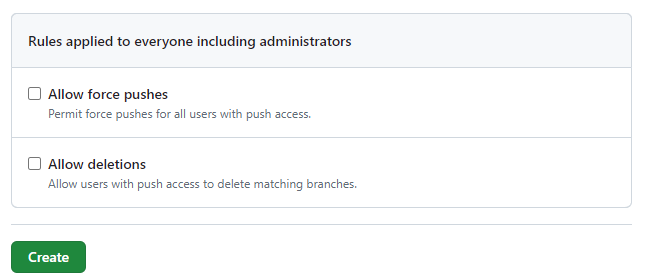 Rules applied to everyone including administrators
Allow force pushes
Permit force pushes for all users with push access.
Allow deletions
Allow users with push access to delete matching branches.
Create